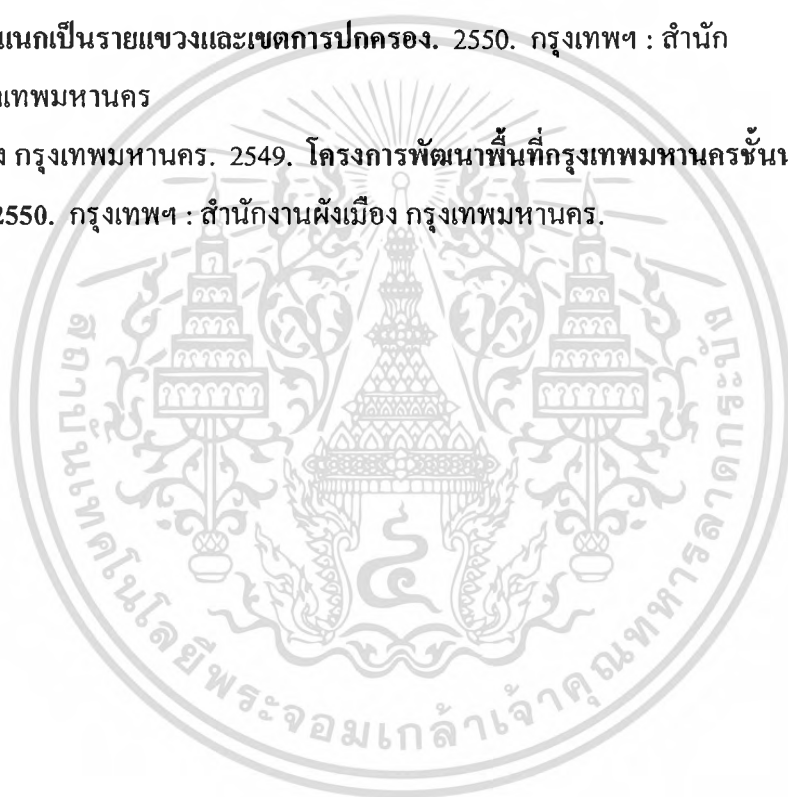 แนกเป็นรายแขวงและเขตการปกครอง. 2550. กรุงเทพฯ : สำนัก
เทพมหานคร
ง กรุงเทพมหานคร. 2549. โครงการพัฒนาพื้นที่กรุงเทพมหานครชั้น
2550. กรุงเทพฯ : สำนักงานผังเมือง กรุงเทพมหานคร.
สถาบันเทคโนโลยีพระจอมเกล้าเจ้าคุณทหารลาดกระบัง